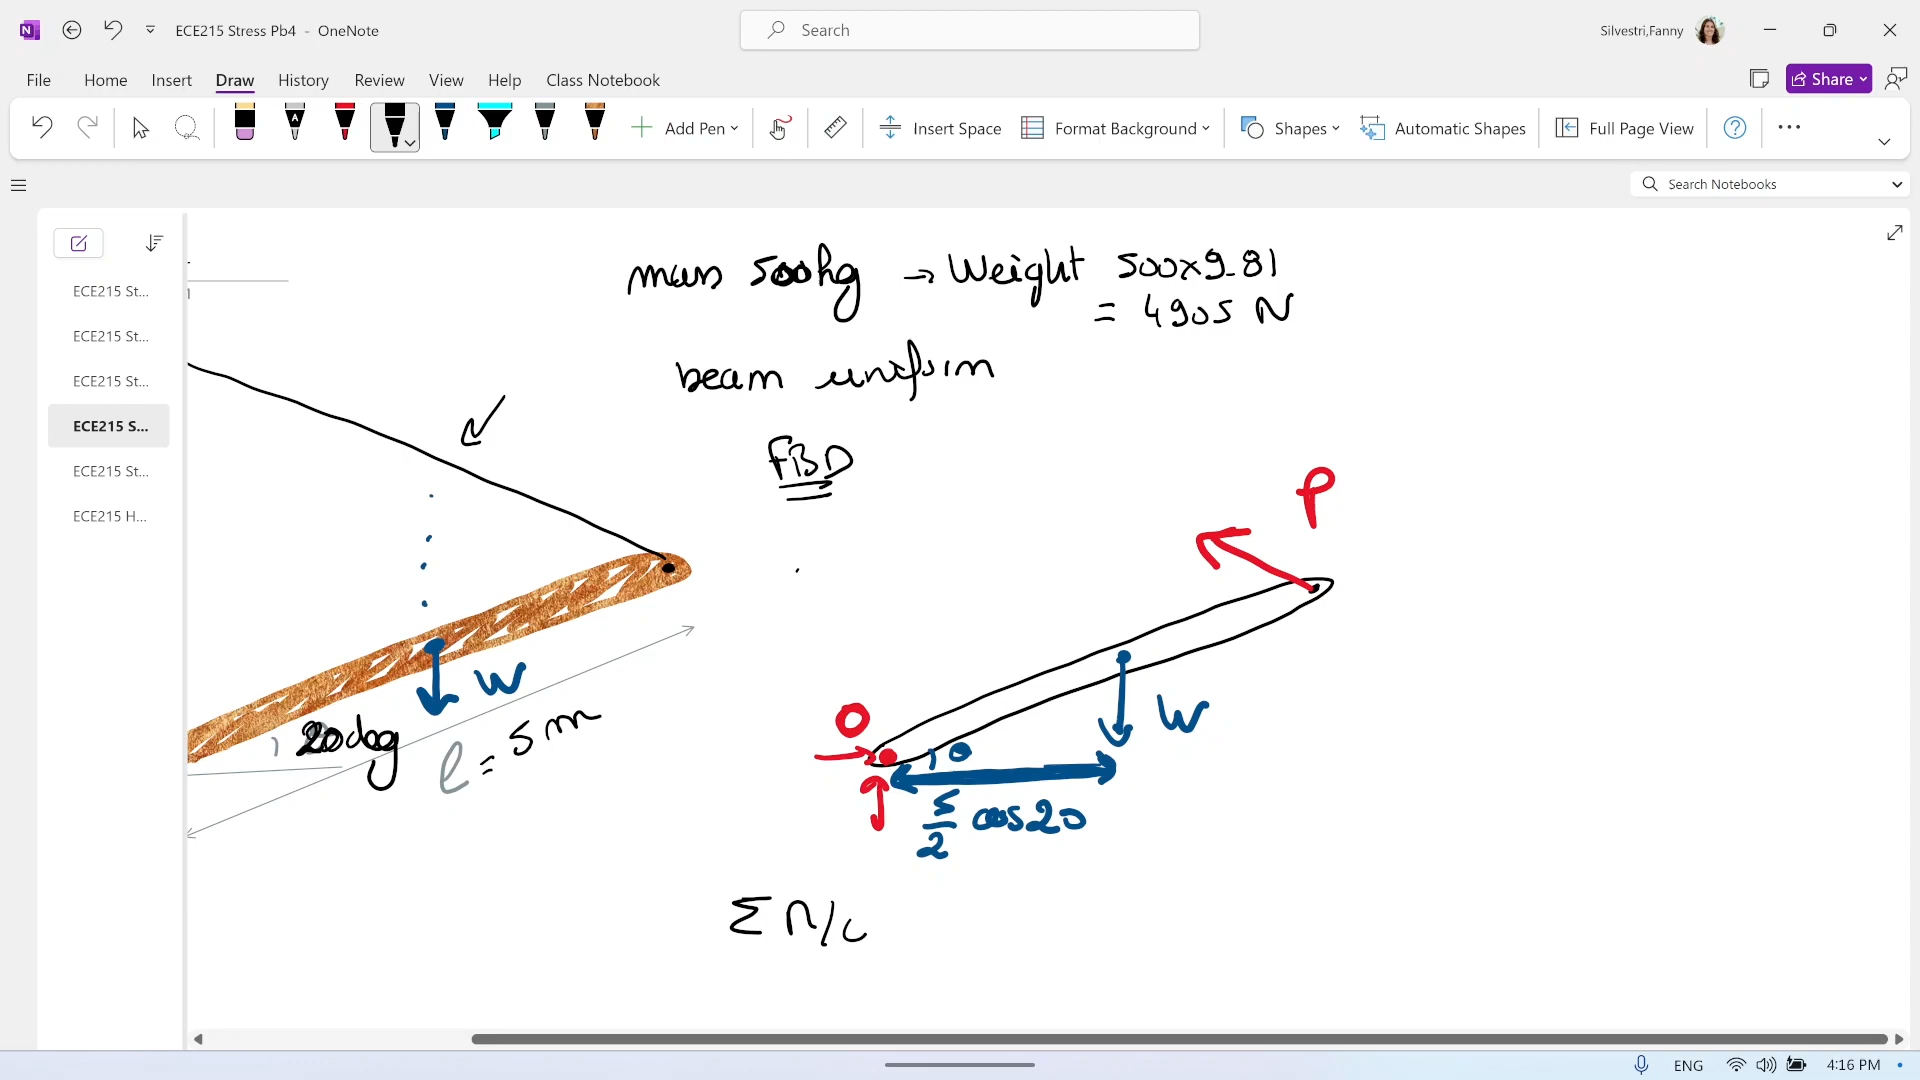 ECE215 Stress Pb4 - OneNote
Search
Silvestri,Fanny
File Home Insert Draw History Review View Help Class Notebook
Share
Add Pen
Insert Space
Format Background
Shapes
Automatic Shapes
Full Page View
Search Notebooks
ECE215 St...
ECE215 St...
ECE215 St...
ECE215 S...
ECE215 St...
ECE215 H...
mass 500kg → Weight 500x9.81
= 4905 N
beam uniform
FBD
P
W
20deg
l = 5m
O
W
θ
5/2 cos20
Σ M/O
ENG
4:16 PM